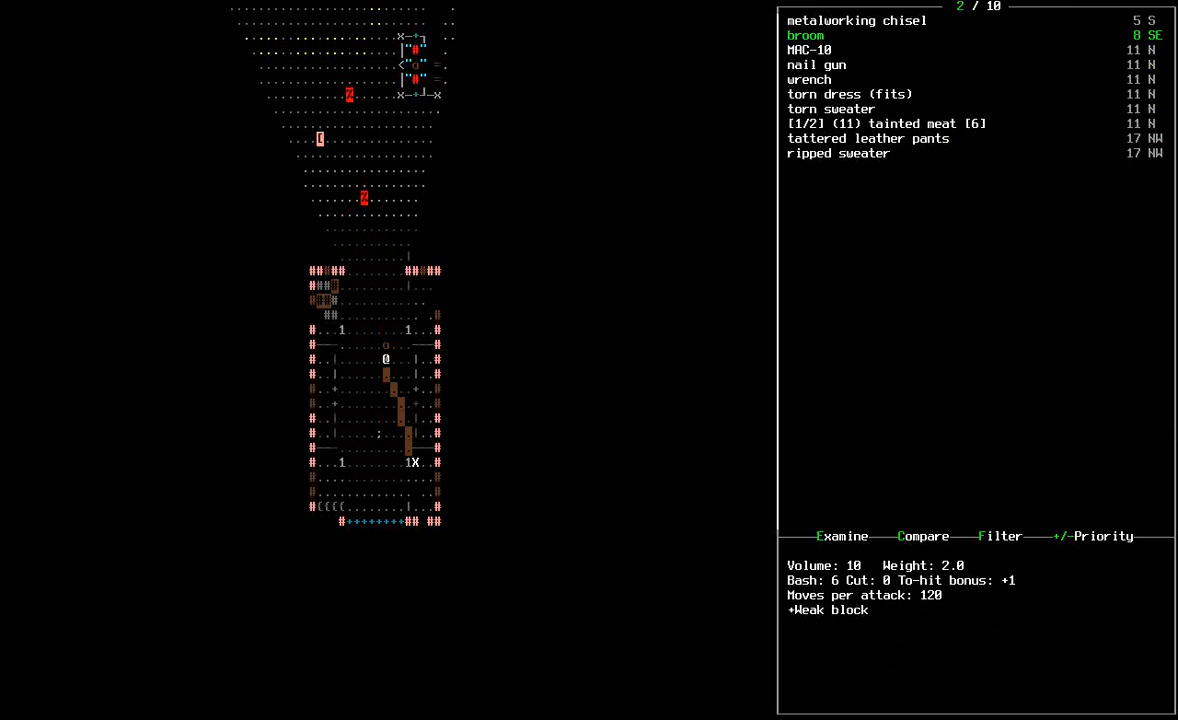 2 / 10
metalworking chisel 5 S
broom 8 SE
MAC-10 11 N
nail gun 11 N
wrench 11 N
torn dress (fits) 11 N
torn sweater 11 N
[1/2] (11) tainted meat [6] 11 N
tattered leather pants 17 NW
ripped sweater 17 NW
Examine Compare Filter +/-Priority
Volume: 10 Weight: 2.0
Bash: 6 Cut: 0 To-hit bonus: +1
Moves per attack: 120
+Weak block